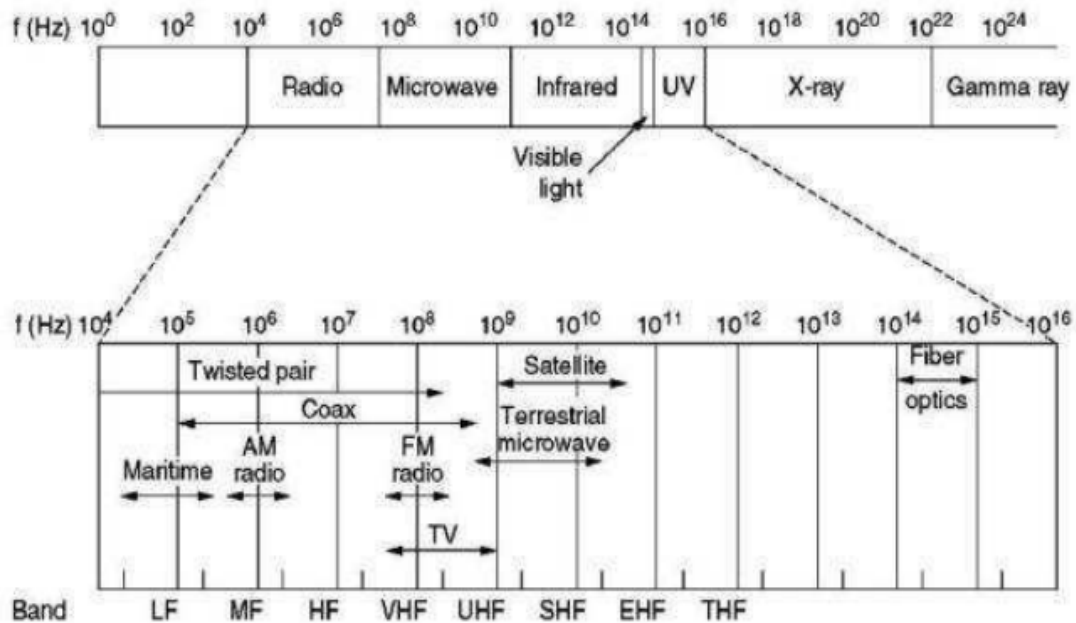 f (Hz) 10⁰ 10² 10⁴ 10⁶ 10⁸ 10¹⁰ 10¹² 10¹⁴ 10¹⁶ 10¹⁸ 10²⁰ 10²² 10²⁴
Radio Microwave Infrared UV X-ray Gamma ray
Visible
light
f (Hz) 10⁴ 10⁵ 10⁶ 10⁷ 10⁸ 10⁹ 10¹⁰ 10¹¹ 10¹² 10¹³ 10¹⁴ 10¹⁵ 10¹⁶
Twisted pair
Coax
Satellite
Fiber
optics
Terrestrial
microwave
Maritime
AM
radio
FM
radio
TV
Band LF MF HF VHF UHF SHF EHF THF